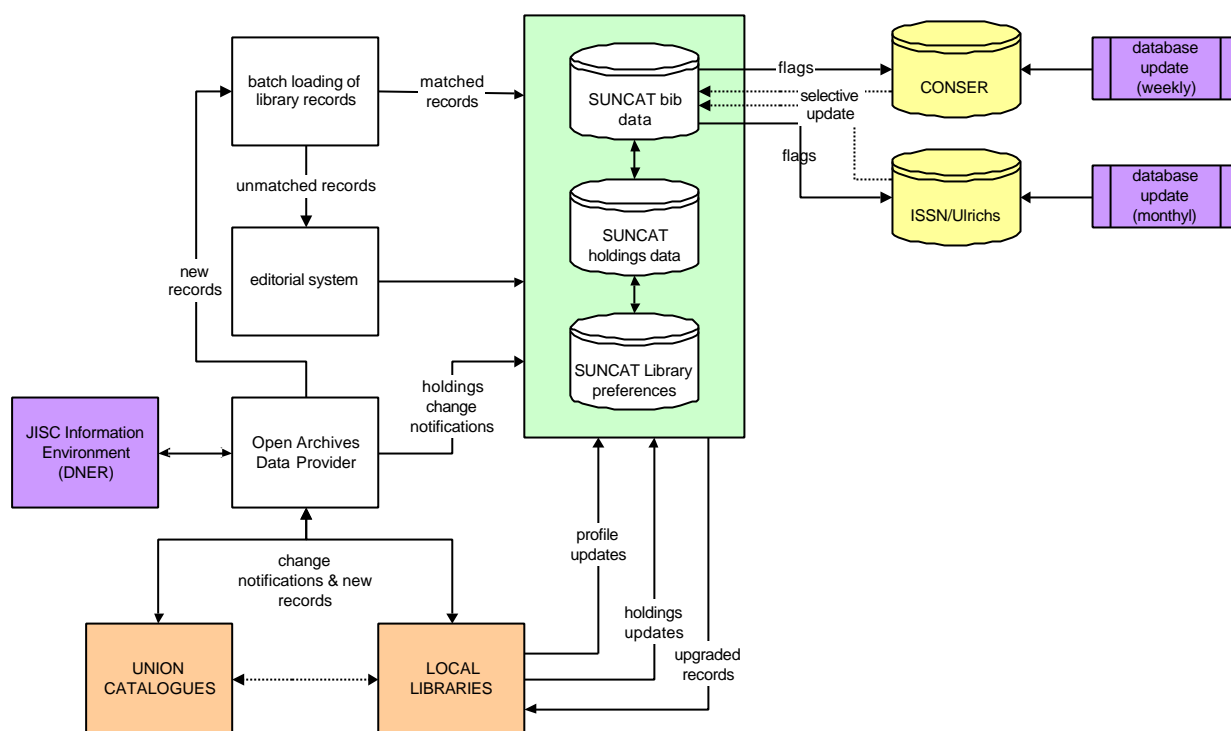 batch loading of
library records
matched
records
SUNCAT bib
data
flags
selective
update
flags
CONSER
database
update
(weekly)
unmatched records
ISSN/Ulrichs
database
update
(monthyl)
new
records
editorial system
SUNCAT
holdings data
SUNCAT Library
preferences
holdings
change
notifications
JISC Information
Environment
(DNER)
Open Archives
Data Provider
change
notifications & new
records
profile
updates
holdings
updates
upgraded
records
UNION
CATALOGUES
LOCAL
LIBRARIES